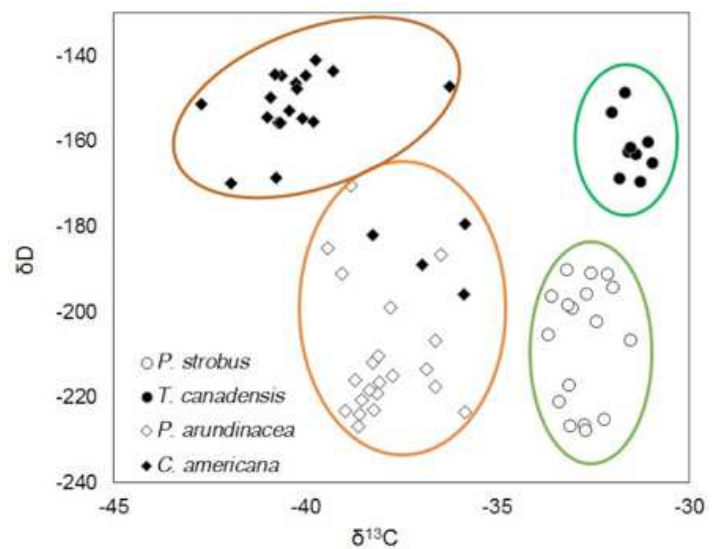 -140
-160
-180
δD
-200
P. strobus
-220
T. canadensis
P. arundinacea
C. americana
-240
-45
-40
-35
-30
δ¹³C